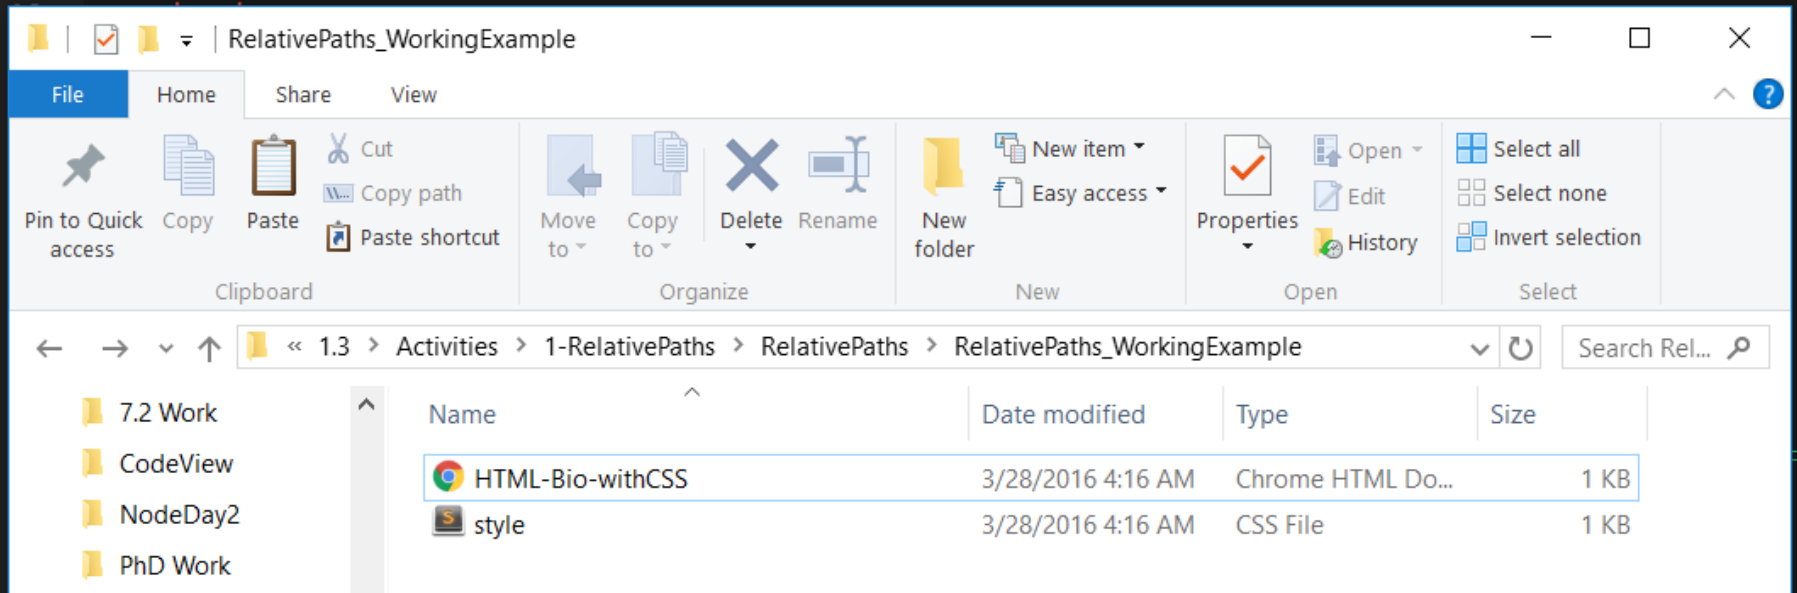 RelativePaths_WorkingExample
File Home Share View
Pin to Quick access
Copy
Paste
Cut
Copy path
Paste shortcut
Clipboard
Move to
Copy to
Delete
Rename
Organize
New folder
New item
Easy access
New
Properties
Open
Edit
History
Open
Select all
Select none
Invert selection
Select
« 1.3 > Activities > 1-RelativePaths > RelativePaths > RelativePaths_WorkingExample
Search Rel...
7.2 Work
CodeView
NodeDay2
PhD Work
Name Date modified Type Size
HTML-Bio-withCSS 3/28/2016 4:16 AM Chrome HTML Do... 1 KB
style 3/28/2016 4:16 AM CSS File 1 KB